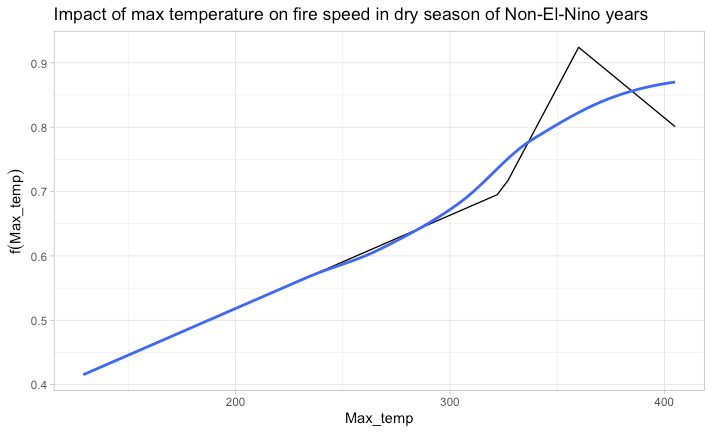 Impact of max temperature on fire speed in dry season of Non-El-Nino years
f(Max_temp)
0.9
0.8
0.7
0.6
0.5
0.4
200 300 400
Max_temp